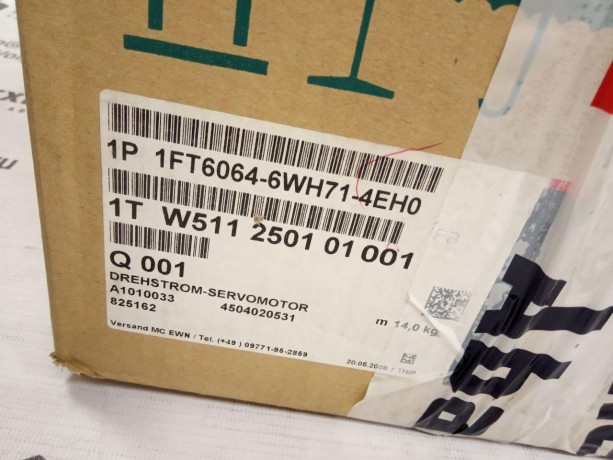 1P 1FT6064-6WH71-4EH0
1T W511 2501 01 001
Q 001
DREHSTROM-SERVOMOTOR
A1010033 4504020531
825162 m 14,0 kg
Versand MC EWN / Tel. (+49 ) 09771-95-2859